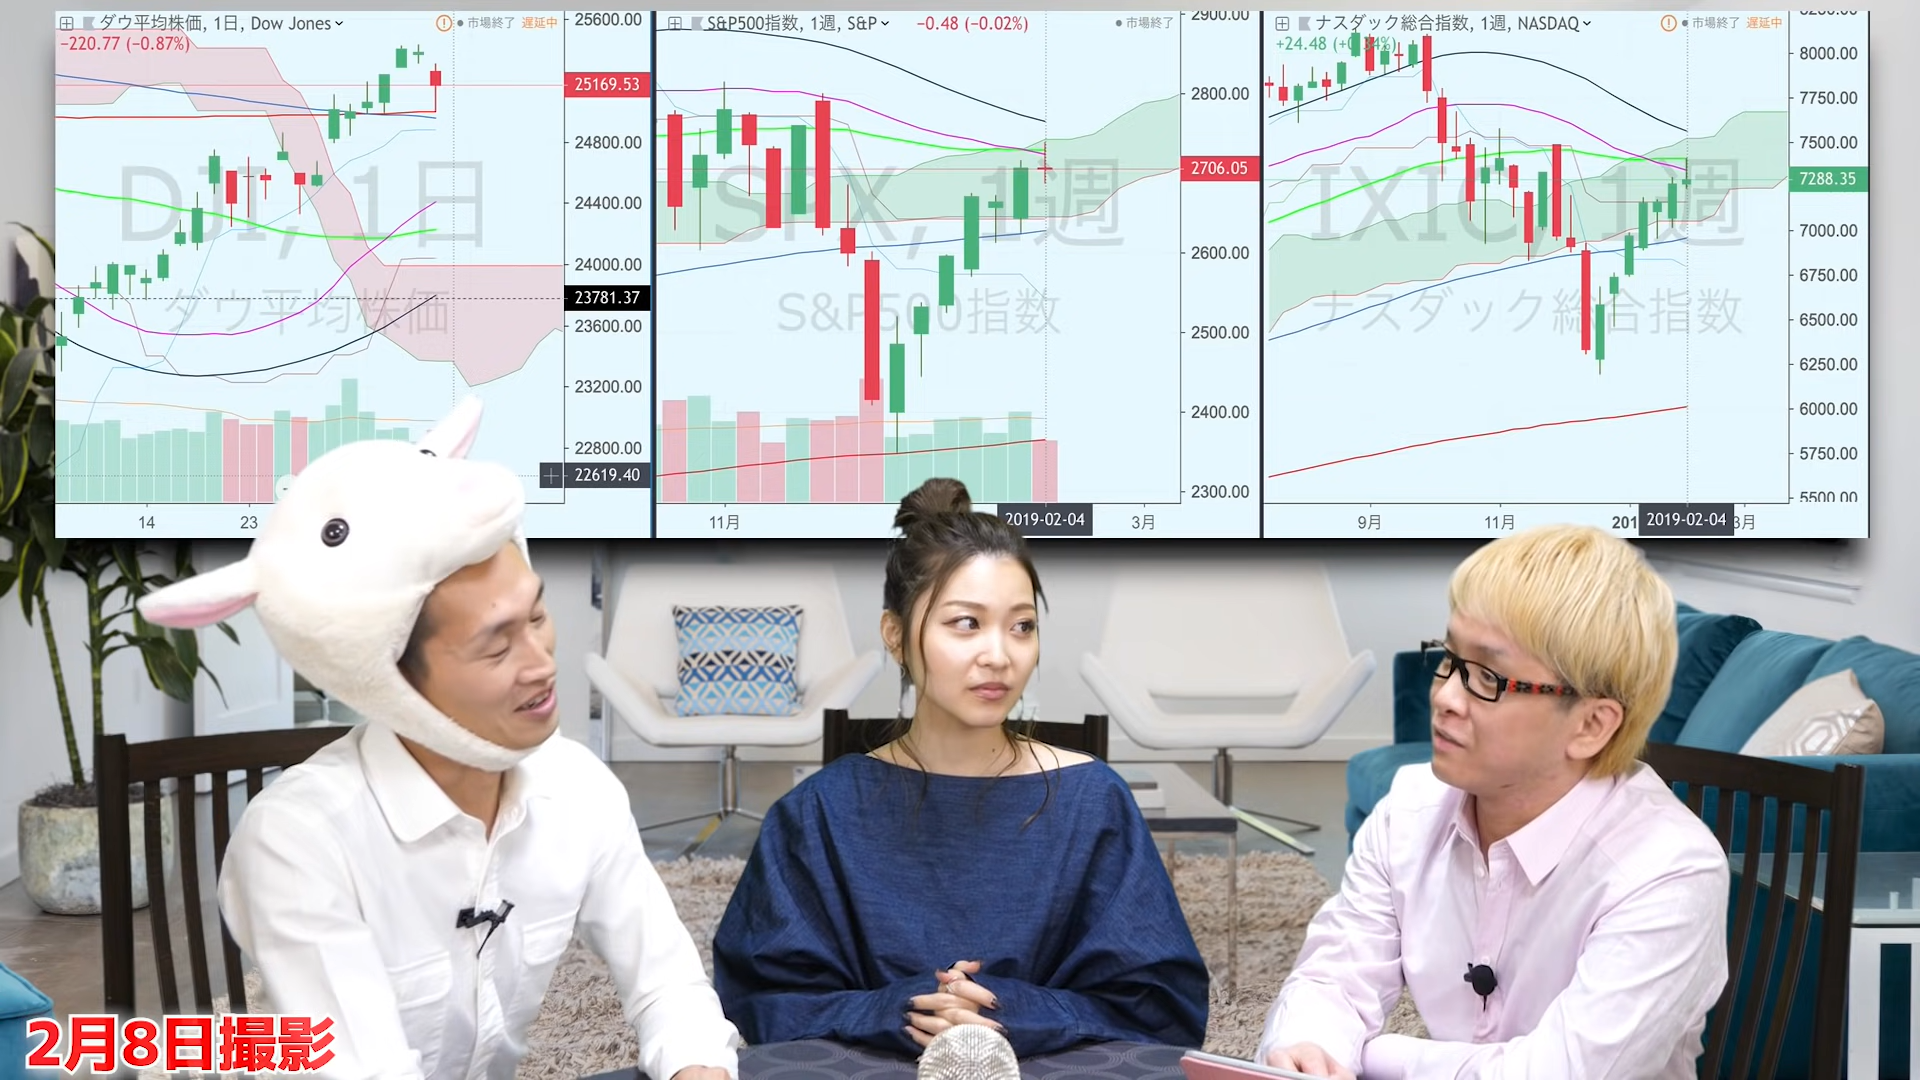 ダウ平均株価, 1日, Dow Jones
市場終了 遅延中
−220.77 (−0.87%)
DJI, 1日
ダウ平均株価
25600.00
25169.53
24800.00
24400.00
24000.00
23781.37
23600.00
23200.00
22800.00
22619.40
14
23
S&P500指数, 1週, S&P
−0.48 (−0.02%)
市場終了
SPX, 1週
S&P500指数
2900.00
2800.00
2706.05
2600.00
2500.00
2400.00
2300.00
11月
2019-02-04
3月
ナスダック総合指数, 1週, NASDAQ
市場終了 遅延中
+24.48 (+0.34%)
IXIC, 1週
ナスダック総合指数
8000.00
7750.00
7500.00
7288.35
7000.00
6750.00
6500.00
6250.00
6000.00
5750.00
5500.00
9月
11月
201
2019-02-04
3月
2月8日撮影